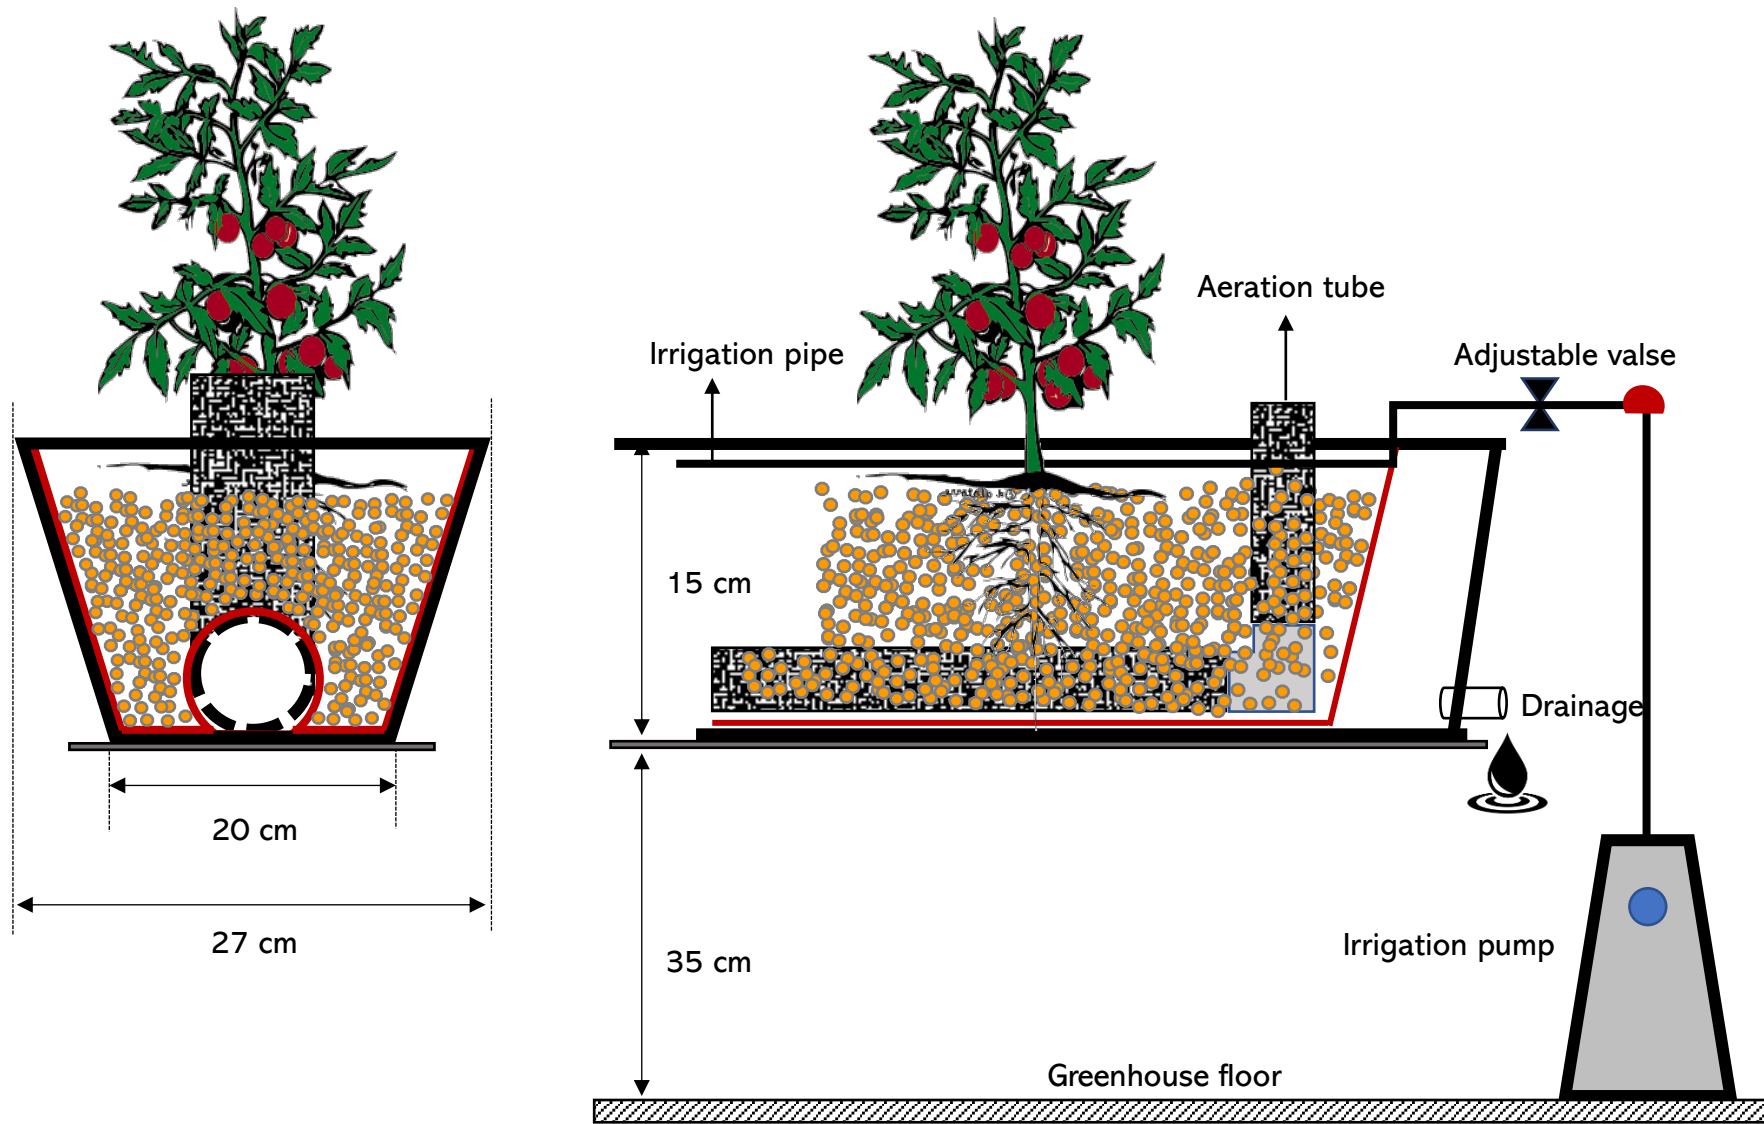 Aeration tube
Irrigation pipe
Adjustable valse
15 cm
Drainage
20 cm
27 cm
35 cm
Irrigation pump
Greenhouse floor